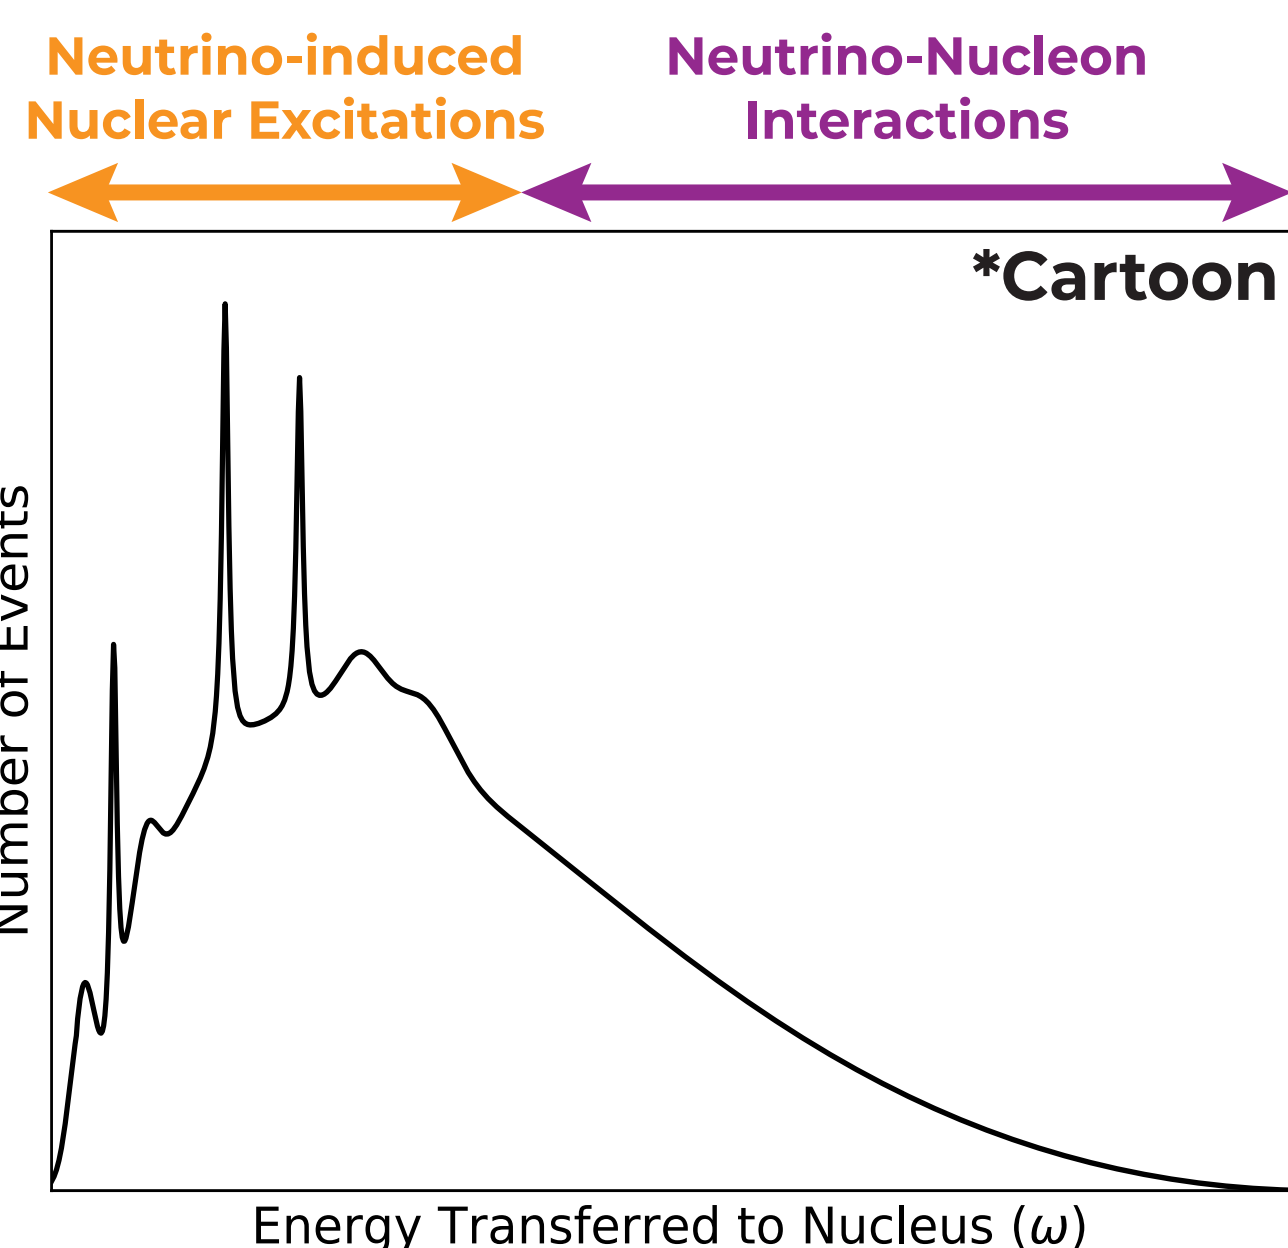 Neutrino-induced
Nuclear Excitations
Neutrino-Nucleon
Interactions
*Cartoon
Number of Events
Energy Transferred to Nucleus (ω)